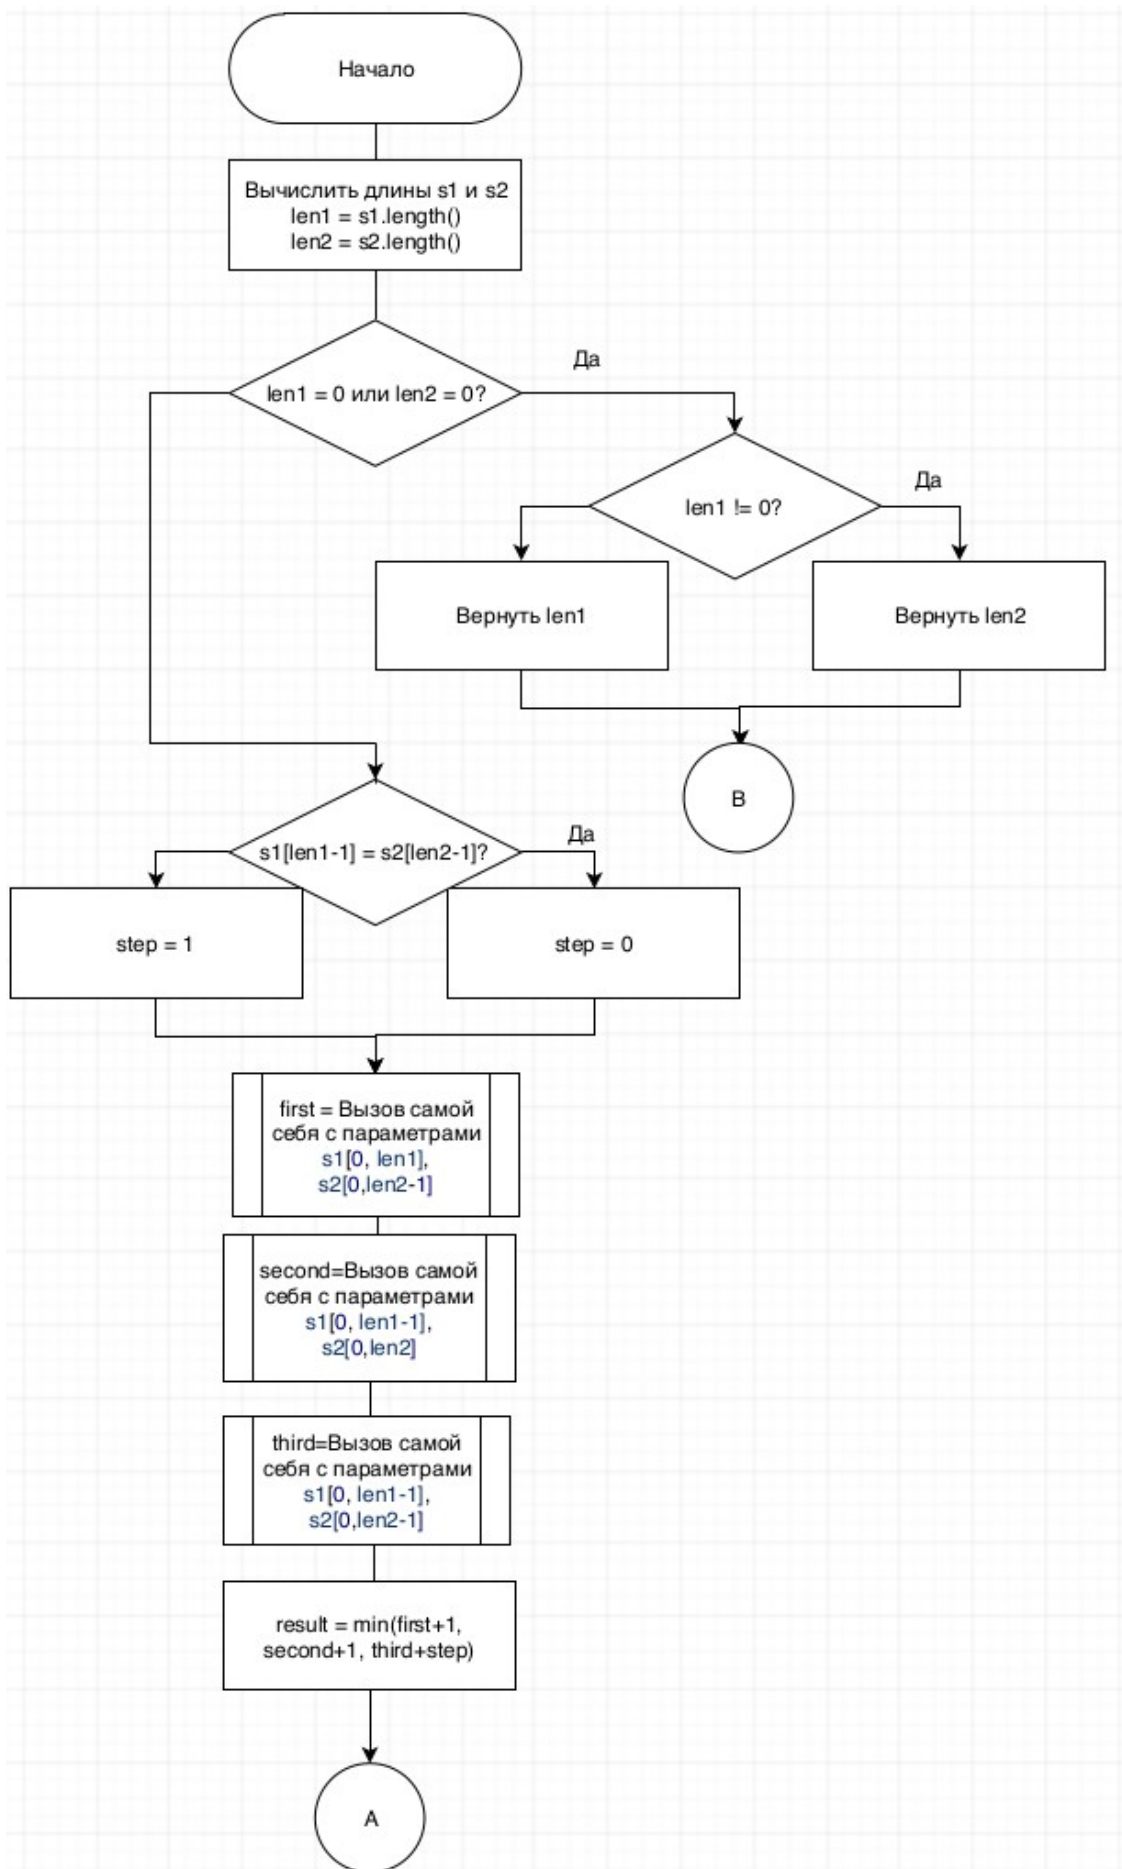 Начало
Вычислить длины s1 и s2
len1 = s1.length()
len2 = s2.length()
len1 = 0 или len2 = 0?
Да
len1 != 0?
Да
Вернуть len1
Вернуть len2
B
s1[len1-1] = s2[len2-1]?
Да
step = 1
step = 0
first = Вызов самой
себя с параметрами
s1[0, len1],
s2[0,len2-1]
second=Вызов самой
себя с параметрами
s1[0, len1-1],
s2[0,len2]
third=Вызов самой
себя с параметрами
s1[0, len1-1],
s2[0,len2-1]
result = min(first+1,
second+1, third+step)
A